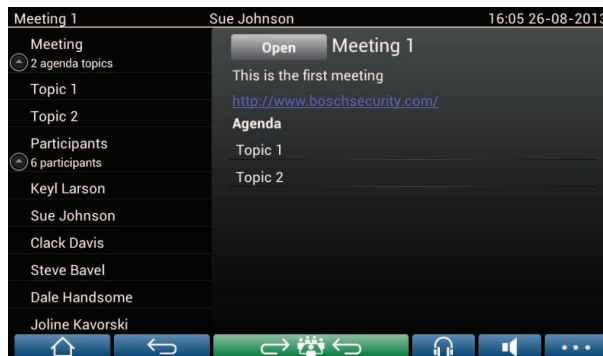 Meeting 1 Sue Johnson 16:05 26-08-2013
Meeting
2 agenda topics
Topic 1
Topic 2
Participants
6 participants
Keyl Larson
Sue Johnson
Clack Davis
Steve Bavel
Dale Handsome
Joline Kavorski
Open Meeting 1
This is the first meeting
http://www.boschsecurity.com/
Agenda
Topic 1
Topic 2